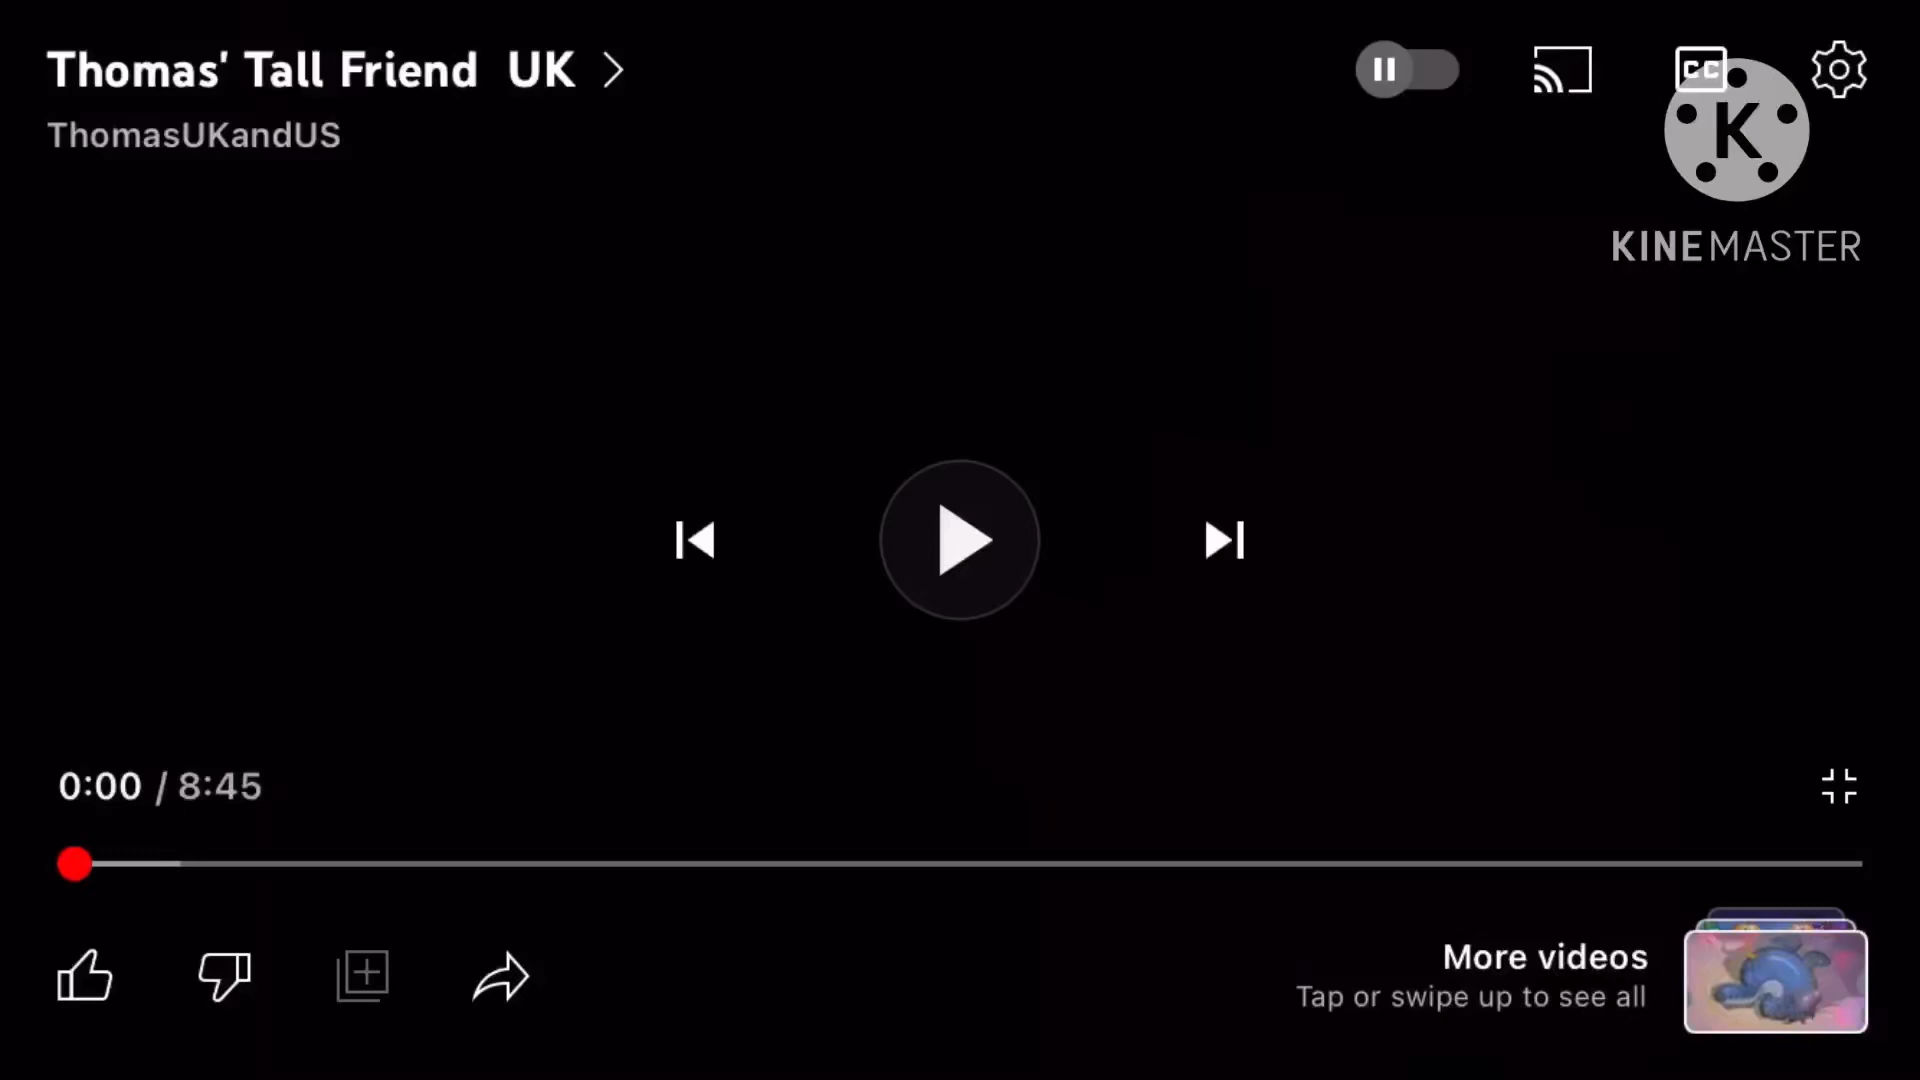 Thomas' Tall Friend  UK
ThomasUKandUS
CC
K
KINEMASTER
0:00 / 8:45
More videos
Tap or swipe up to see all